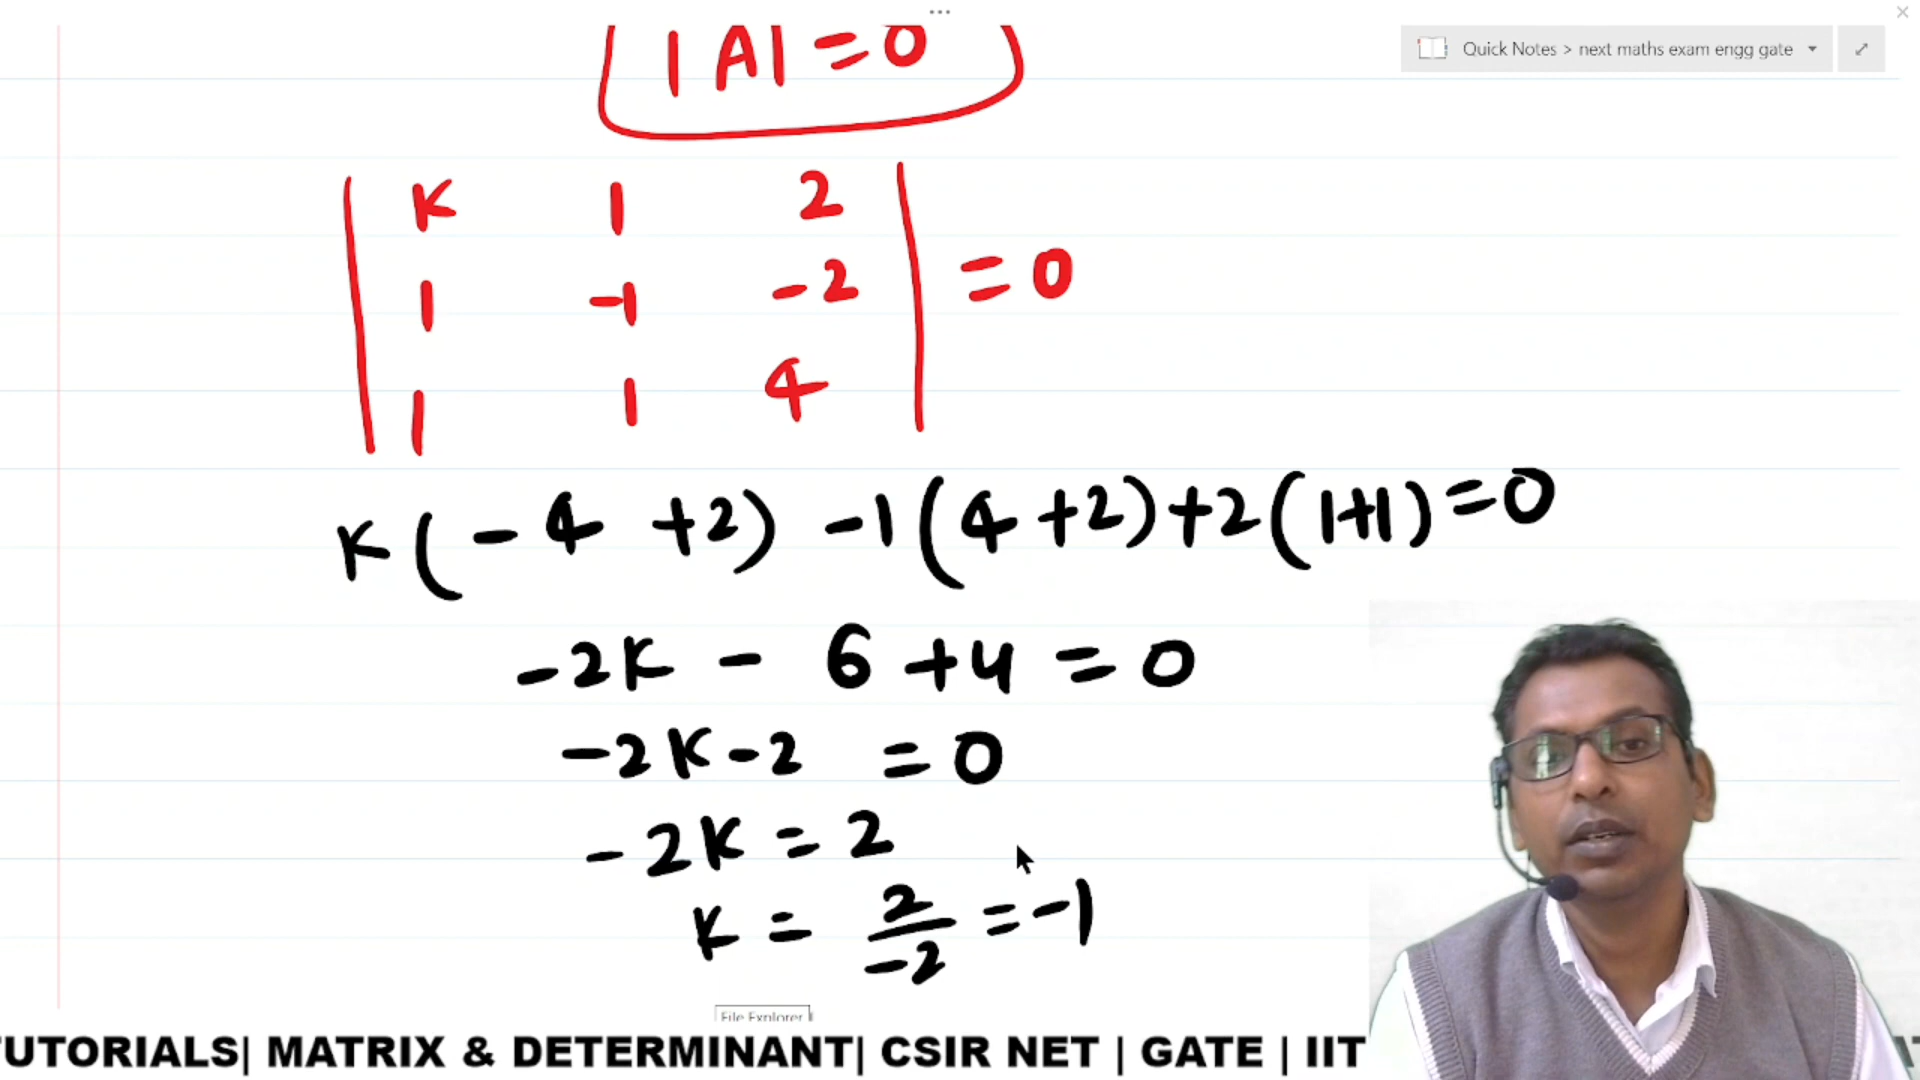 Quick Notes > next maths exam engg gate
|A| = 0
K 1 2
1 -1 -2 = 0
1 1 4
K(-4 +2) -1(4+2)+2(1+1)=0
-2K - 6 +4 = 0
-2K-2 = 0
-2K = 2
K = 2/-2 = -1
File Explorer
TUTORIALS| MATRIX & DETERMINANT| CSIR NET | GATE | IIT